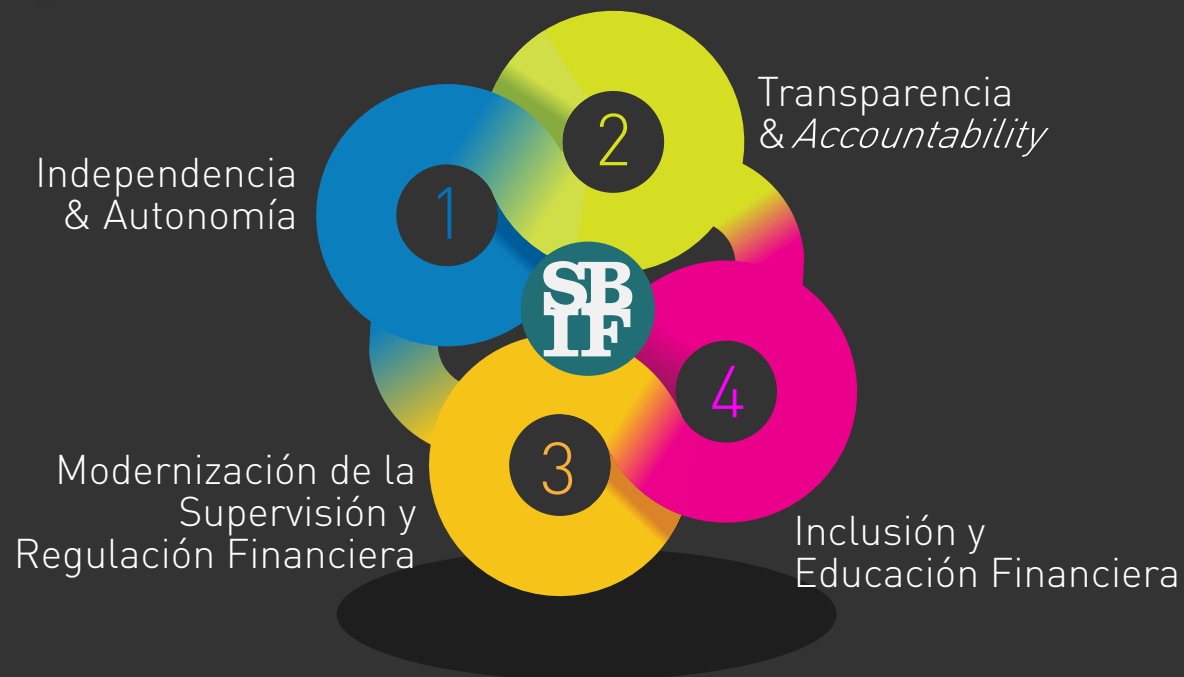 1
Independencia
& Autonomía
2
Transparencia
& Accountability
SB
IF
3
Modernización de la
Supervisión y
Regulación Financiera
4
Inclusión y
Educación Financiera